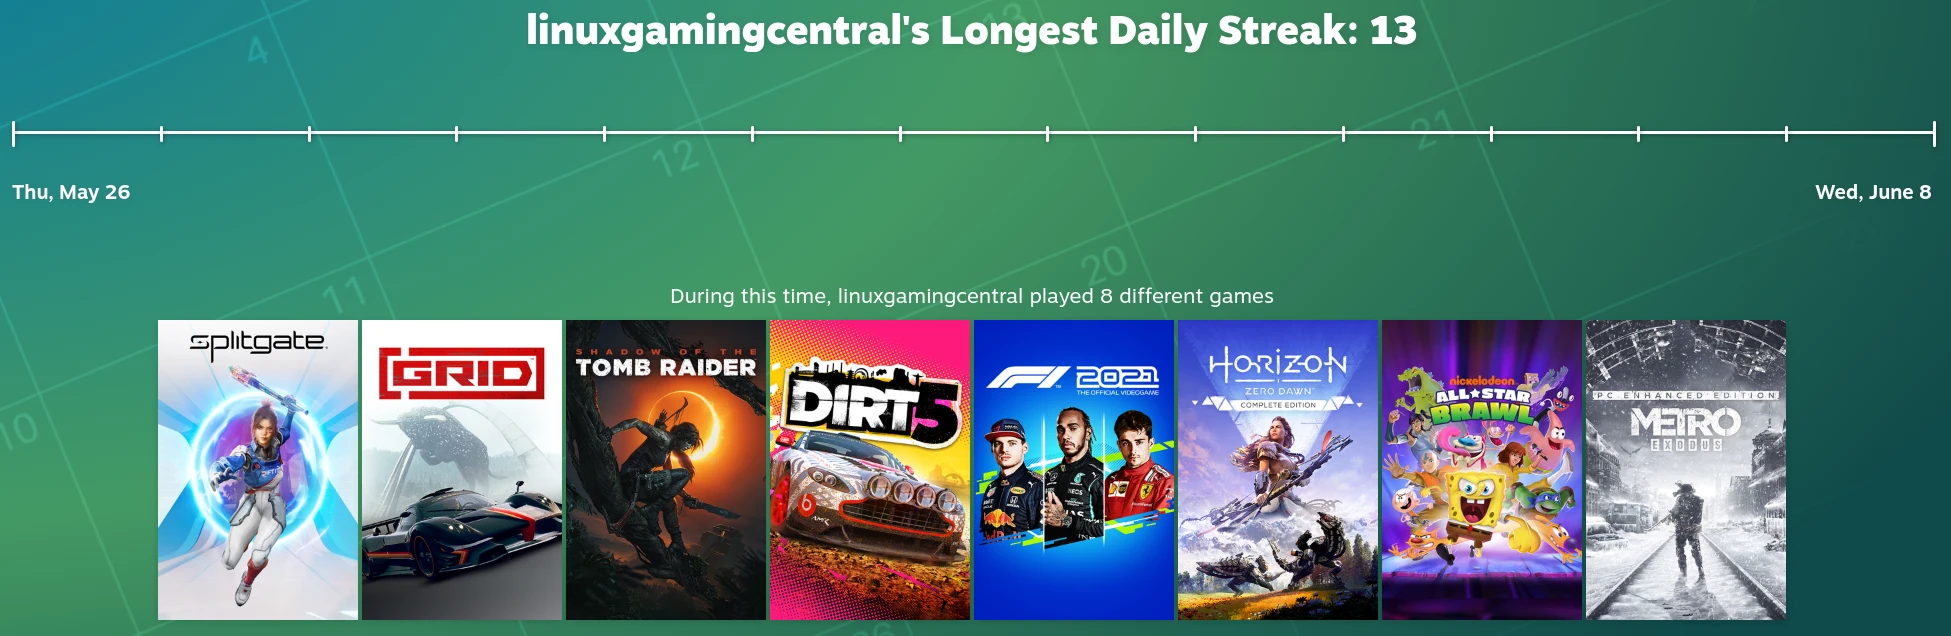 linuxgamingcentral's Longest Daily Streak: 13
13
4
21
12
Thu, May 26
Wed, June 8
20
11
During this time, linuxgamingcentral played 8 different games
splitgate
GRID
SHADOW OF THE
TOMB RAIDER
DIRT 5
F1 2021
THE OFFICIAL VIDEOGAME
HORIZON
ZERO DAWN
COMPLETE EDITION
nickelodeon
ALL★STAR
BRAWL
PC ENHANCED EDITION
METRO
EXODUS
10
26